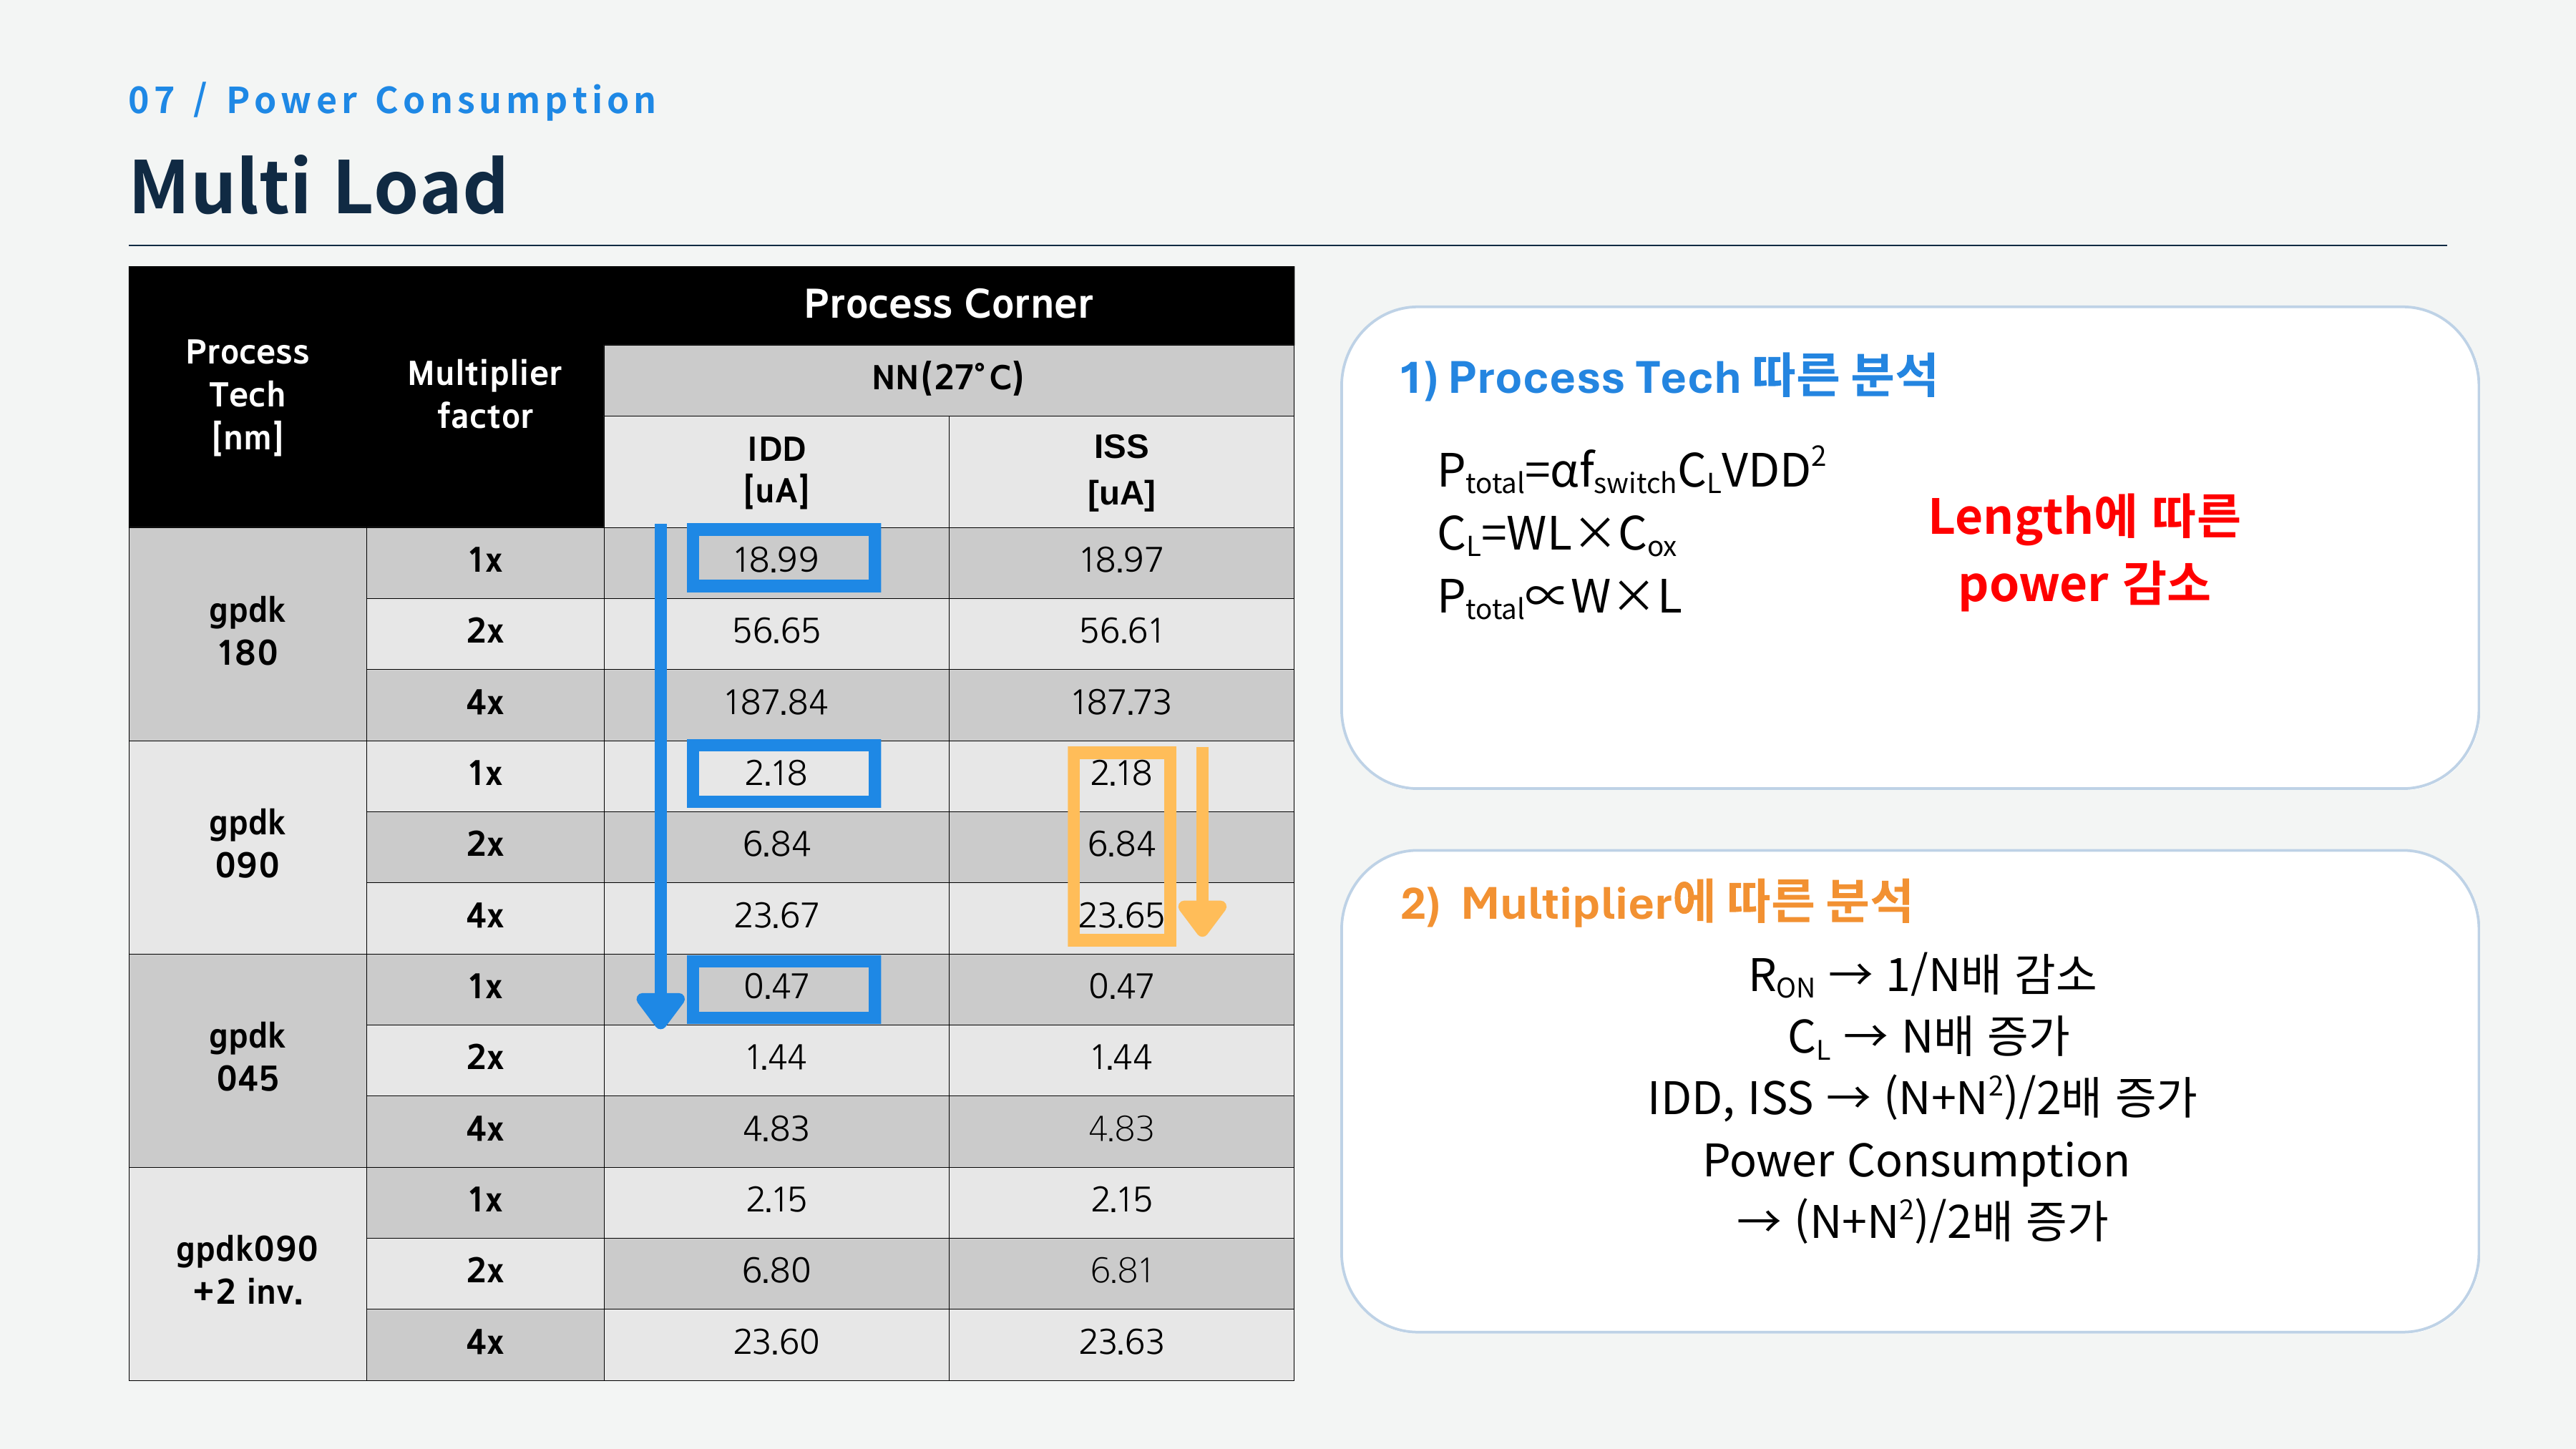 07 / Power Consumption
Multi Load
Process Tech [nm] Multiplier factor Process Corner
NN(27°C)
IDD [uA] ISS [uA]
gpdk 180 1x 18.99 18.97
2x 56.65 56.61
4x 187.84 187.73
gpdk 090 1x 2.18 2.18
2x 6.84 6.84
4x 23.67 23.65
gpdk 045 1x 0.47 0.47
2x 1.44 1.44
4x 4.83 4.83
gpdk090 +2 inv. 1x 2.15 2.15
2x 6.80 6.81
4x 23.60 23.63
1) Process Tech 따른 분석
P_total=αf_switchC_LVDD²
C_L=WL×C_ox
P_total∝W×L
Length에 따른
power 감소
2) Multiplier에 따른 분석
R_ON → 1/N배 감소
C_L → N배 증가
IDD, ISS → (N+N²)/2배 증가
Power Consumption
→ (N+N²)/2배 증가